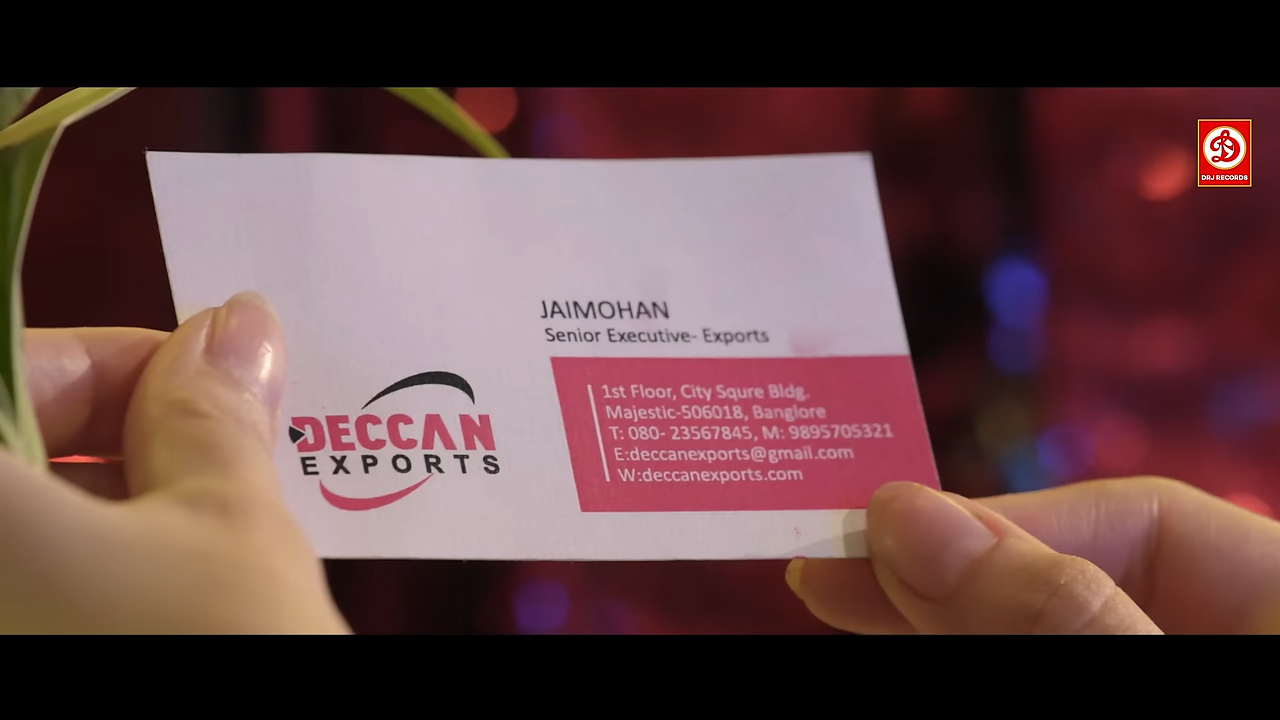 DRJ RECORDS
JAIMOHAN
Senior Executive- Exports
DECCAN
EXPORTS
1st Floor, City Squre Bldg.
Majestic-506018, Banglore
T: 080- 23567845, M: 9895705321
E:deccanexports@gmail.com
W:deccanexports.com